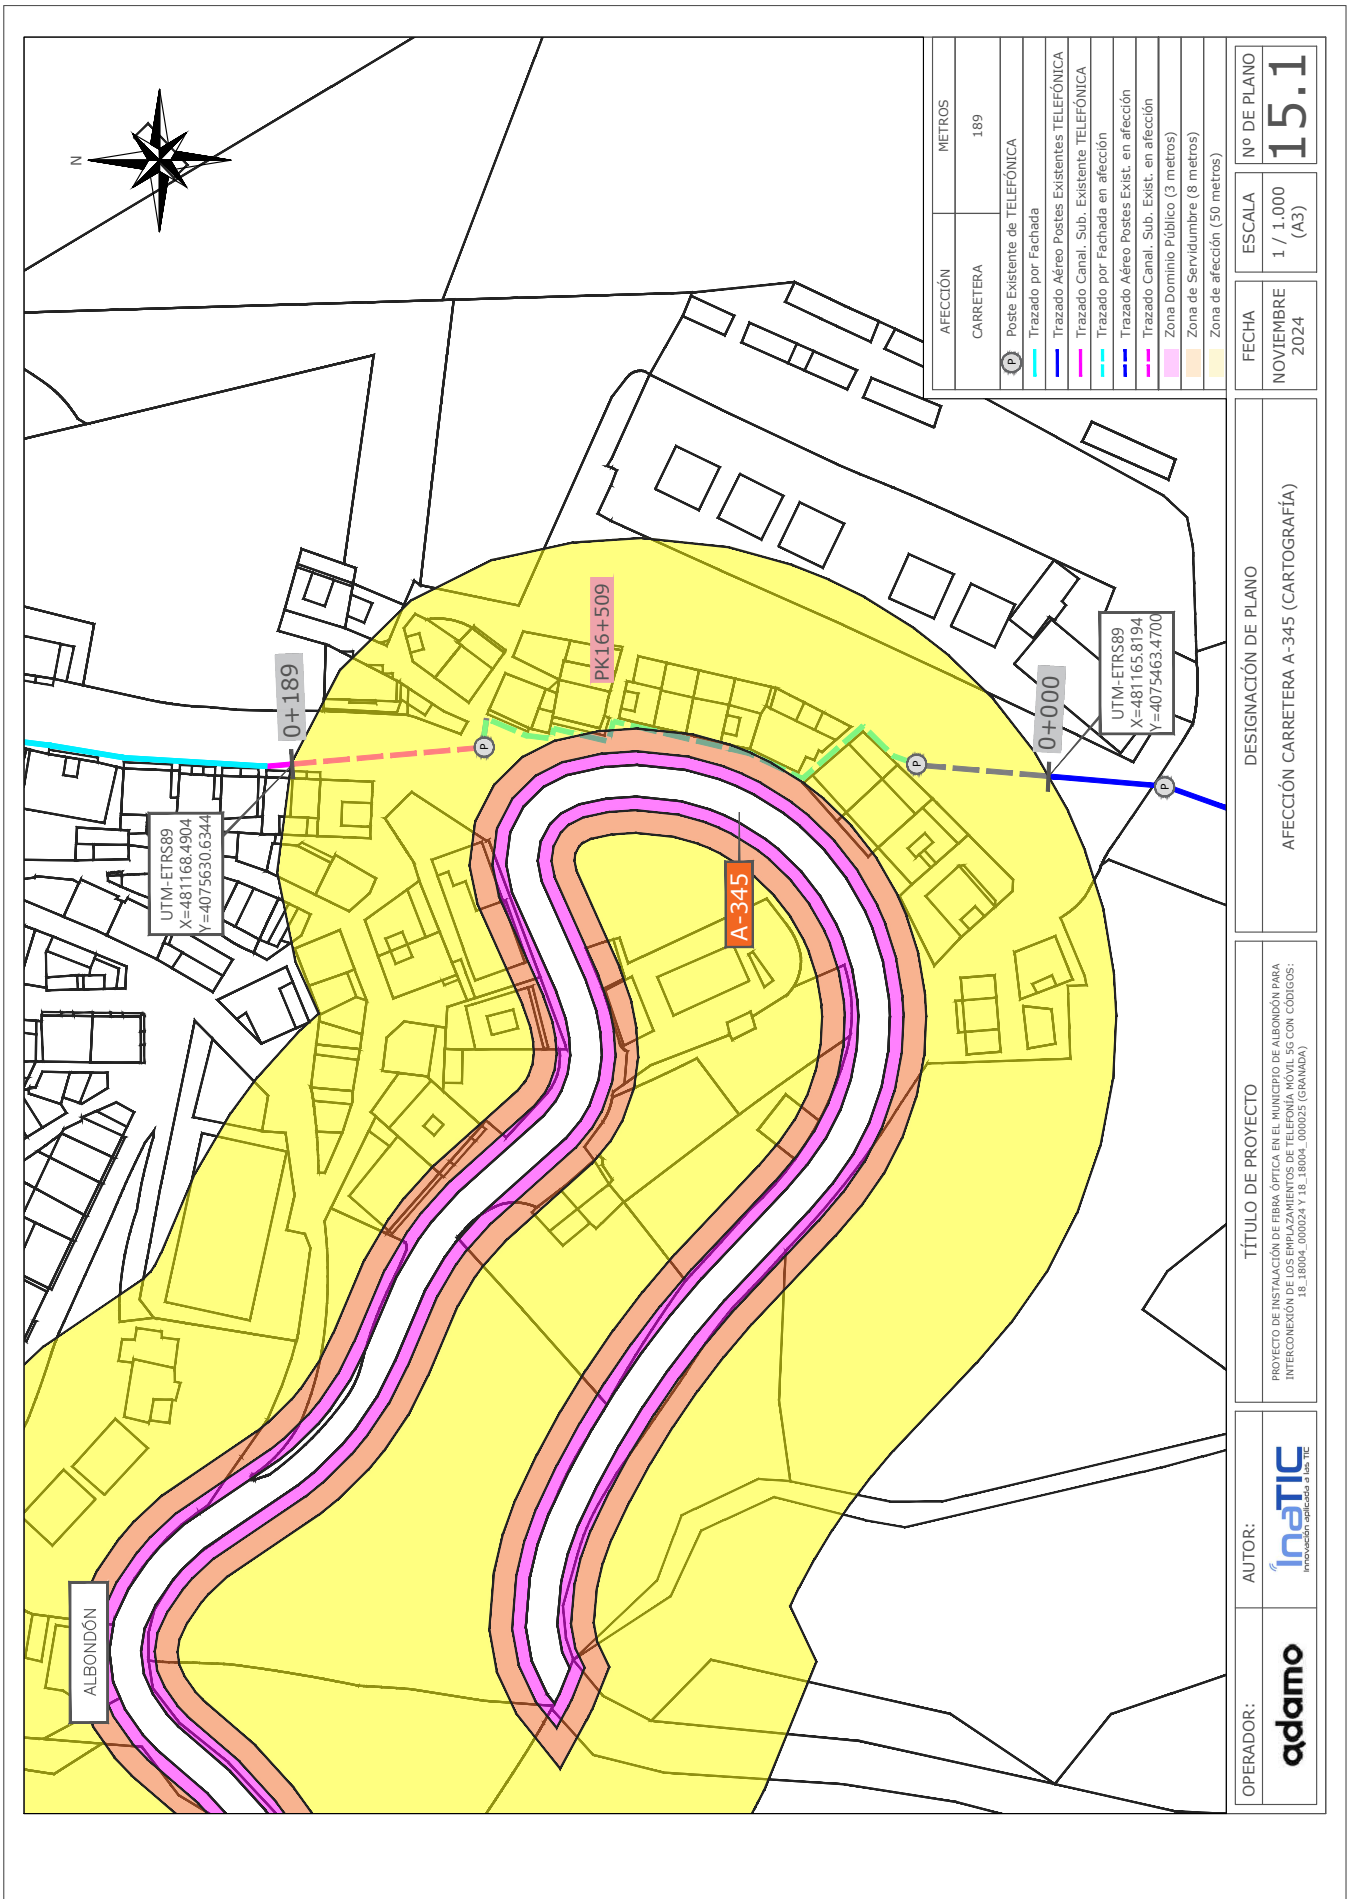 N
0+189
UTM-ETRS89
X=481168.4904
Y=4075630.6344
PK16+509
A-345
0+000
UTM-ETRS89
X=481165.8194
Y=4075463.4700
P
P
P
ALBONDÓN
AFECCIÓN METROS
CARRETERA 189
P Poste Existente de TELEFÓNICA
Trazado por Fachada
Trazado Aéreo Postes Existentes TELEFÓNICA
Trazado Canal. Sub. Existente TELEFÓNICA
Trazado por Fachada en afección
Trazado Aéreo Postes Exist. en afección
Trazado Canal. Sub. Exist. en afección
Zona Dominio Público (3 metros)
Zona de Servidumbre (8 metros)
Zona de afección (50 metros)
OPERADOR:
adamo
AUTOR:
inaTIC
Innovación aplicada a las TIC
TÍTULO DE PROYECTO
PROYECTO DE INSTALACIÓN DE FIBRA ÓPTICA EN EL MUNICIPIO DE ALBONDÓN PARA
INTERCONEXIÓN DE LOS EMPLAZAMIENTOS DE TELEFONÍA MÓVIL 5G CON CÓDIGOS:
18_18004_000024 Y 18_18004_000025 (GRANADA)
DESIGNACIÓN DE PLANO
AFECCIÓN CARRETERA A-345 (CARTOGRAFÍA)
FECHA
NOVIEMBRE
2024
ESCALA
1 / 1.000
(A3)
Nº DE PLANO
15.1